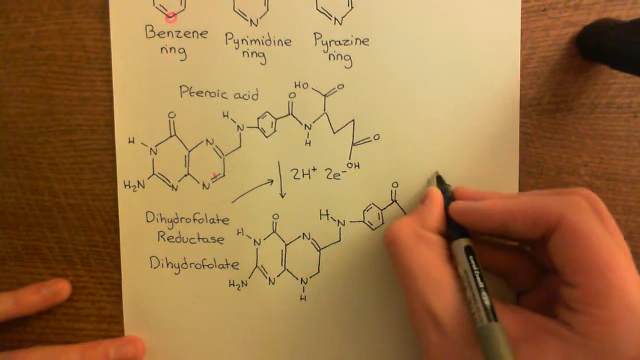 N
N
N
Benzene
ring
Pyrimidine
ring
Pyrazine
ring
Pteroic acid
HO
O
O
O
H
N
N
H
O
OH
O
H
N
N
N
N
H₂N
2H⁺ 2e⁻
Dihydrofolate
Reductase
Dihydrofolate
O
H
N
O
H
N
N
N
N
H
H₂N